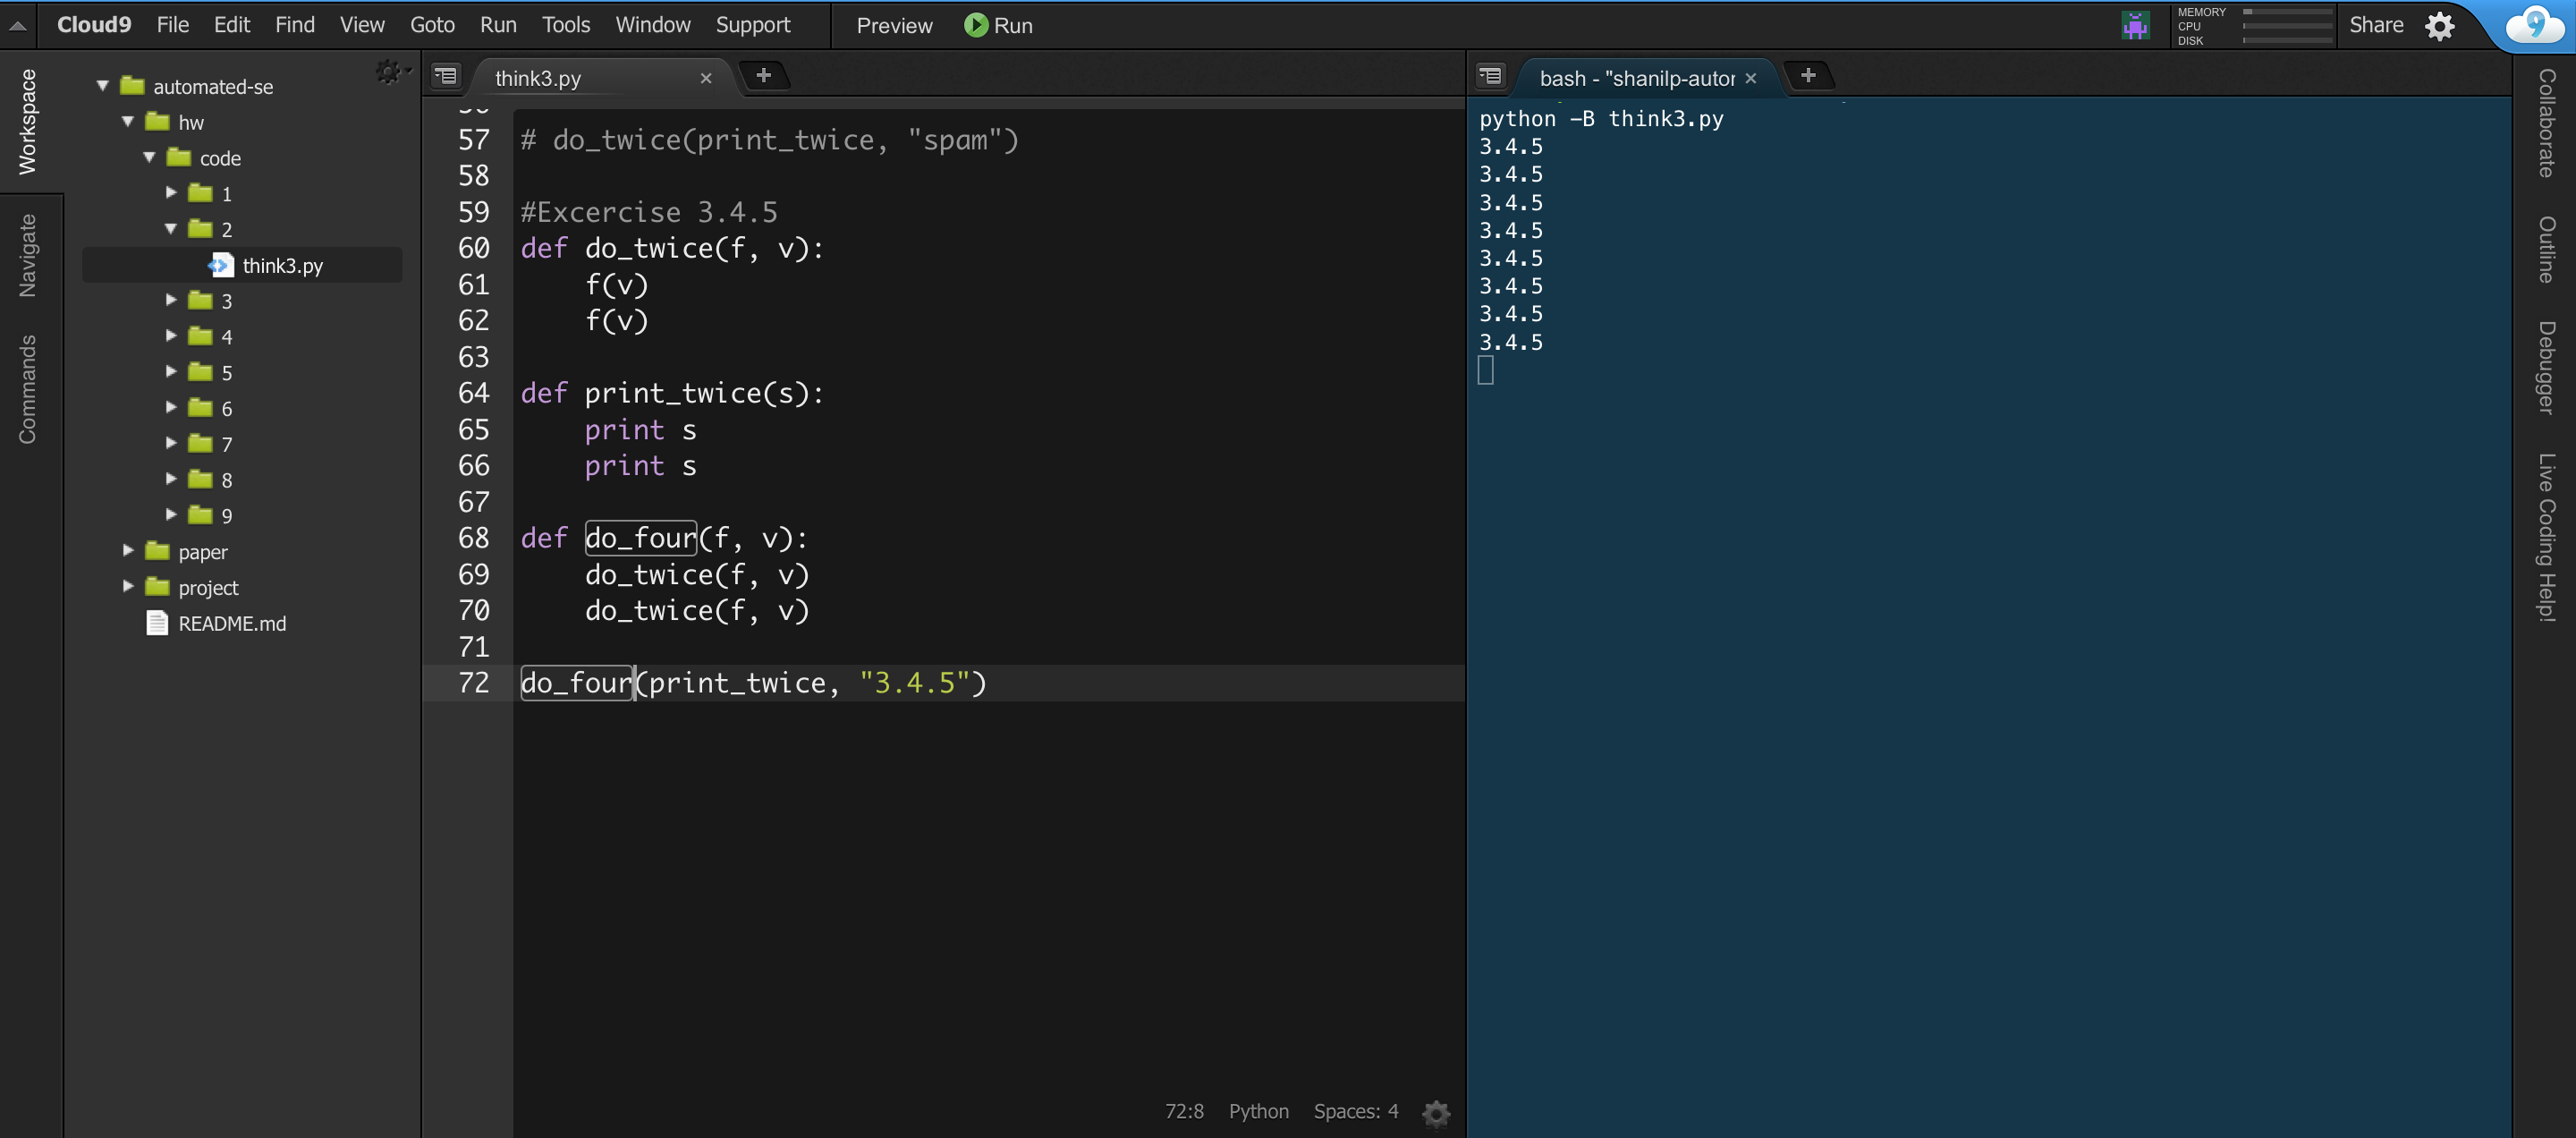 Cloud9 File Edit Find View Goto Run Tools Window Support Preview Run
MEMORY
CPU
DISK
Share
Workspace
Navigate
Commands
automated-se
hw
code
1
2
think3.py
3
4
5
6
7
8
9
paper
project
README.md
think3.py
57 # do_twice(print_twice, "spam")
58
59 #Excercise 3.4.5
60 def do_twice(f, v):
61     f(v)
62     f(v)
63
64 def print_twice(s):
65     print s
66     print s
67
68 def do_four(f, v):
69     do_twice(f, v)
70     do_twice(f, v)
71
72 do_four(print_twice, "3.4.5")
72:8 Python Spaces: 4
bash - "shanilp-autor
python -B think3.py
3.4.5
3.4.5
3.4.5
3.4.5
3.4.5
3.4.5
3.4.5
3.4.5
Collaborate
Outline
Debugger
Live Coding Help!